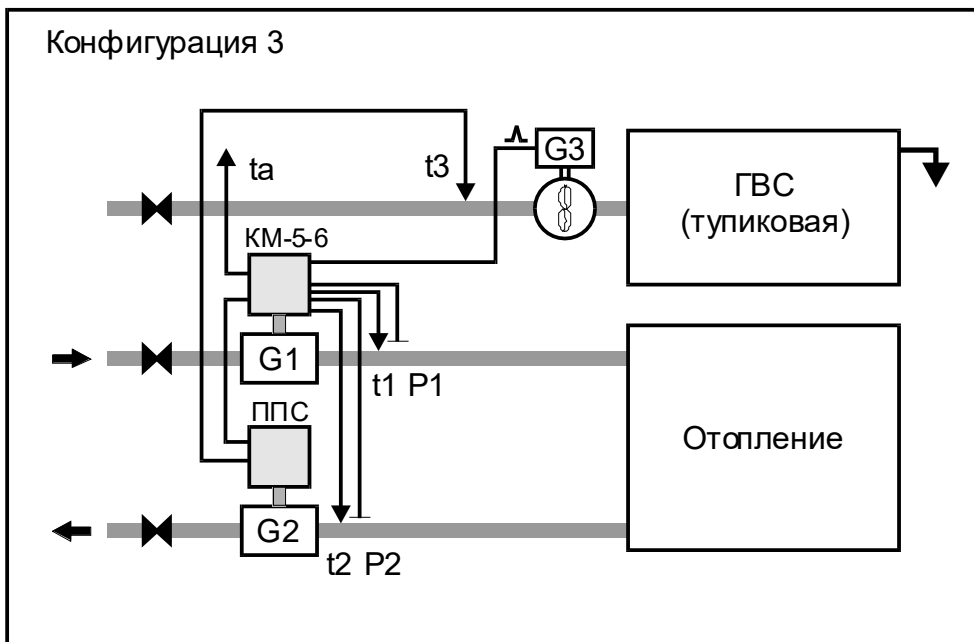 Конфигурация 3
ta
t3
G3
ГВС
(тупиковая)
КМ-5-6
G1
t1 P1
ППС
Отопление
G2
t2 P2